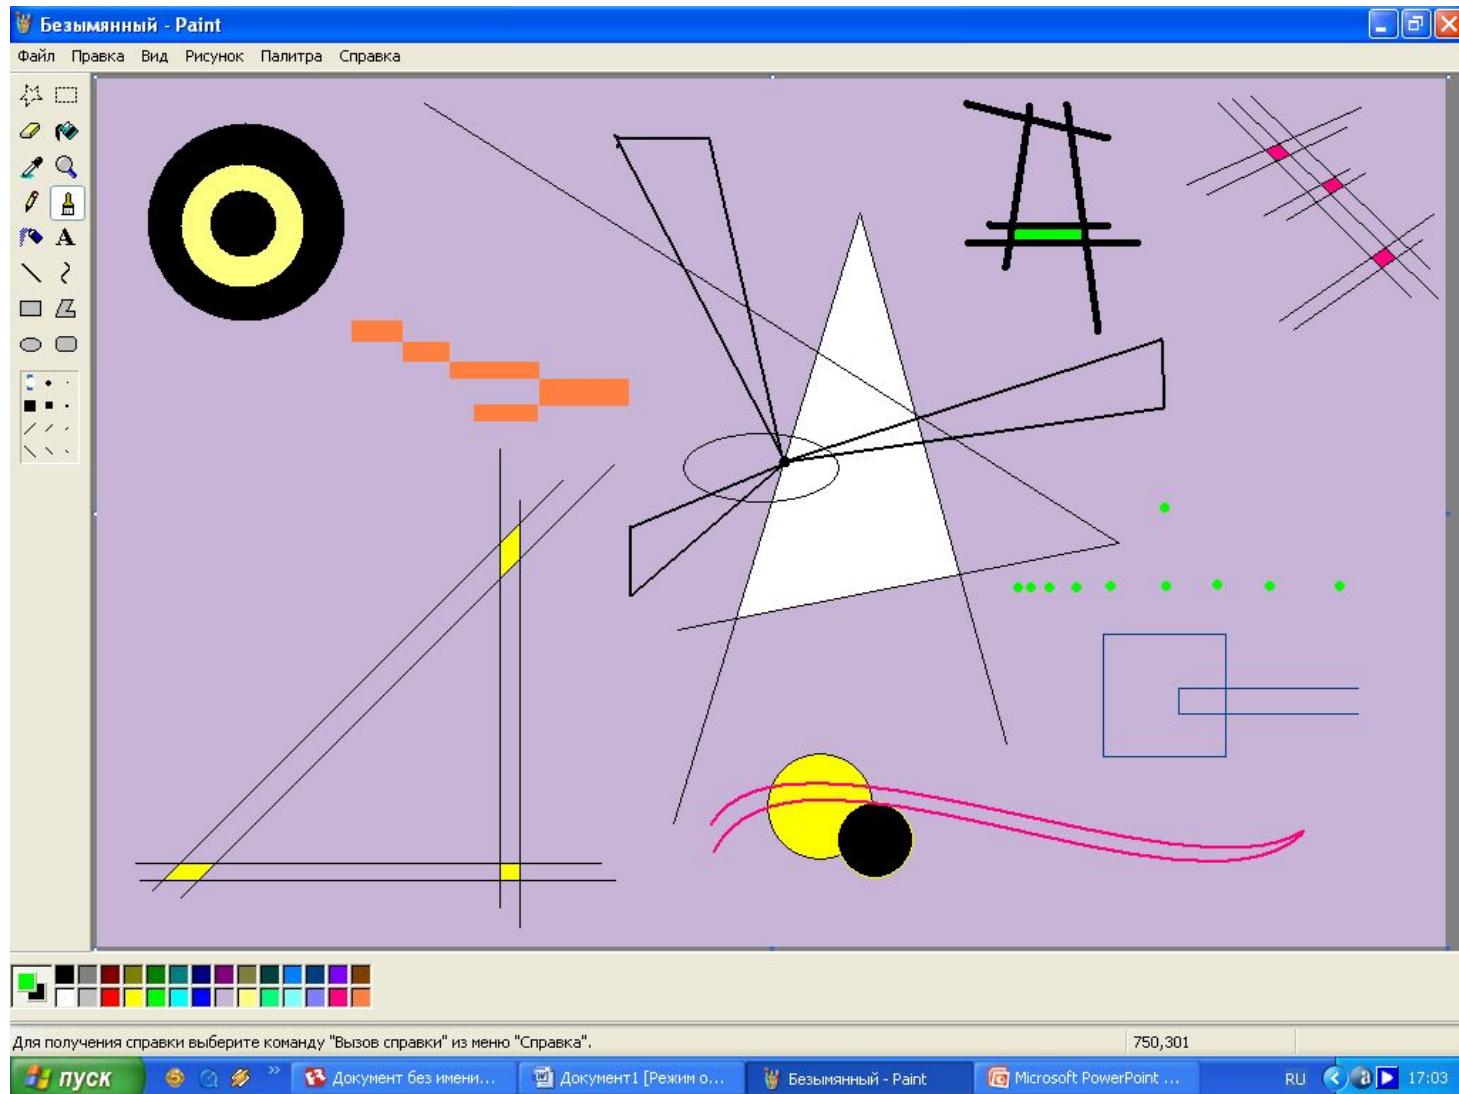 Безымянный - Paint
Файл Правка Вид Рисунок Палитра Справка
A
Для получения справки выберите команду "Вызов справки" из меню "Справка".
750,301
пуск
»
Документ без имени...
Документ1 [Режим о...
Безымянный - Paint
Microsoft PowerPoint ...
RU
17:03